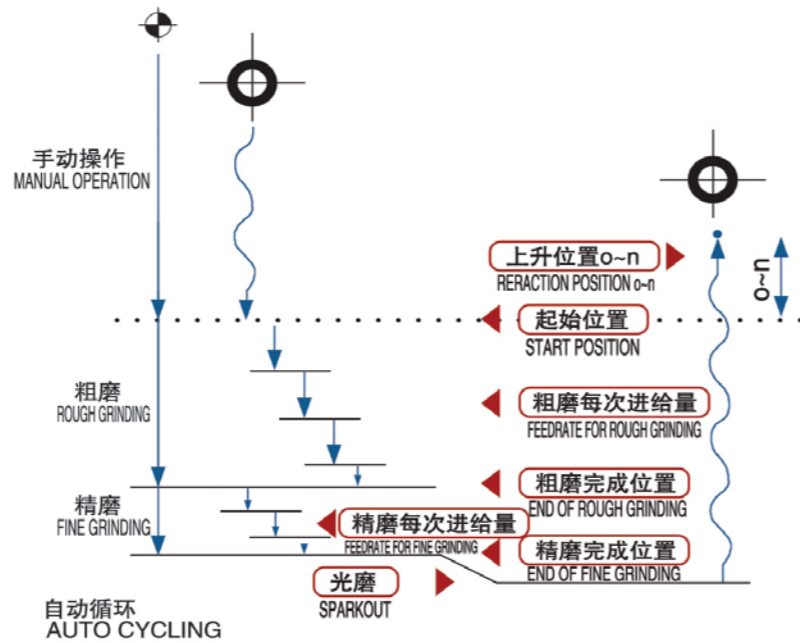 手动操作
MANUAL OPERATION
上升位置o~n
RERACTION POSITION o~n
o~n
起始位置
START POSITION
粗磨
ROUGH GRINDING
粗磨每次进给量
FEEDRATE FOR ROUGH GRINDING
粗磨完成位置
END OF ROUGH GRINDING
精磨
FINE GRINDING
精磨每次进给量
FEEDRATE FOR FINE GRINDING
精磨完成位置
END OF FINE GRINDING
光磨
SPARKOUT
自动循环
AUTO CYCLING